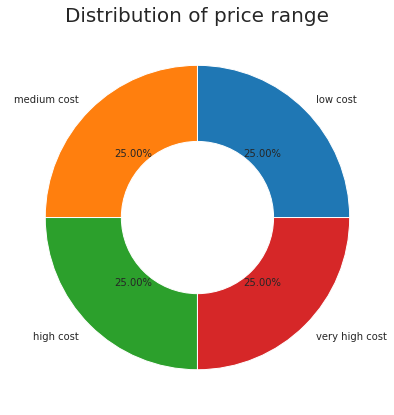 Distribution of price range
medium cost
low cost
25.00%
25.00%
25.00%
25.00%
high cost
very high cost